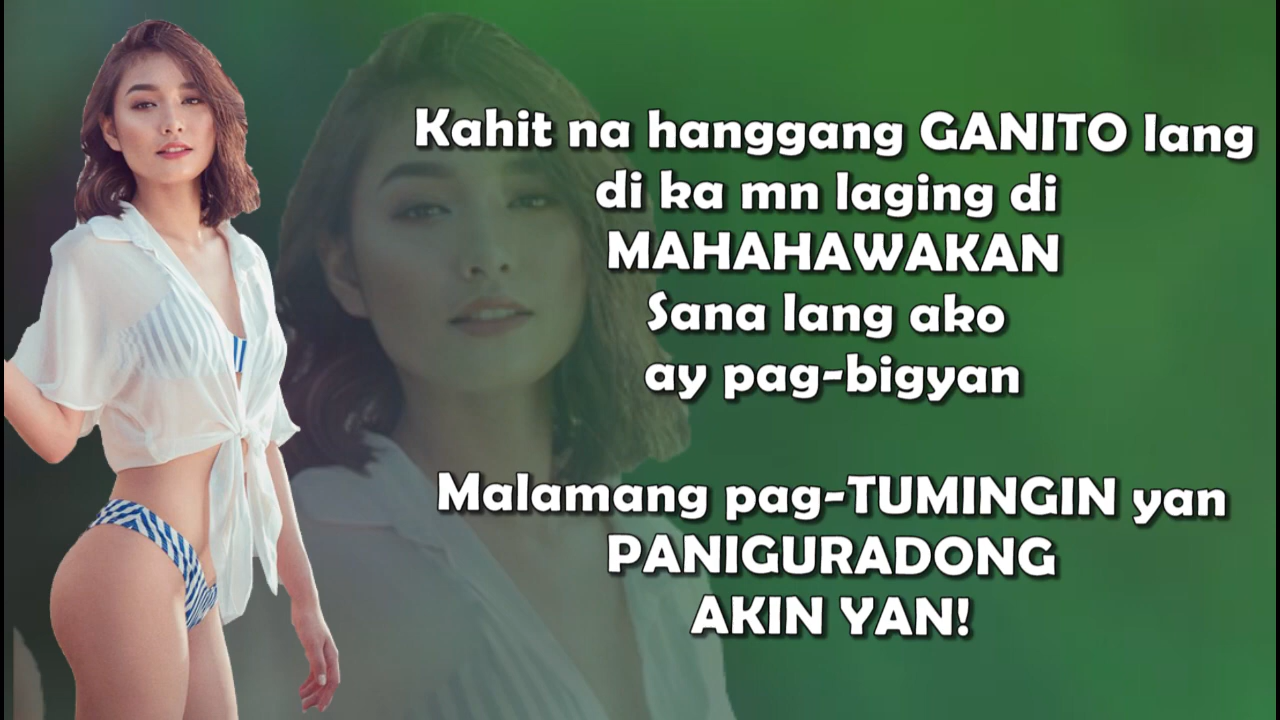 Kahit na hanggang GANITO lang
di ka mn laging di
MAHAHAWAKAN
Sana lang ako
ay pag-bigyan
Malamang pag-TUMINGIN yan
PANIGURADONG
AKIN YAN!